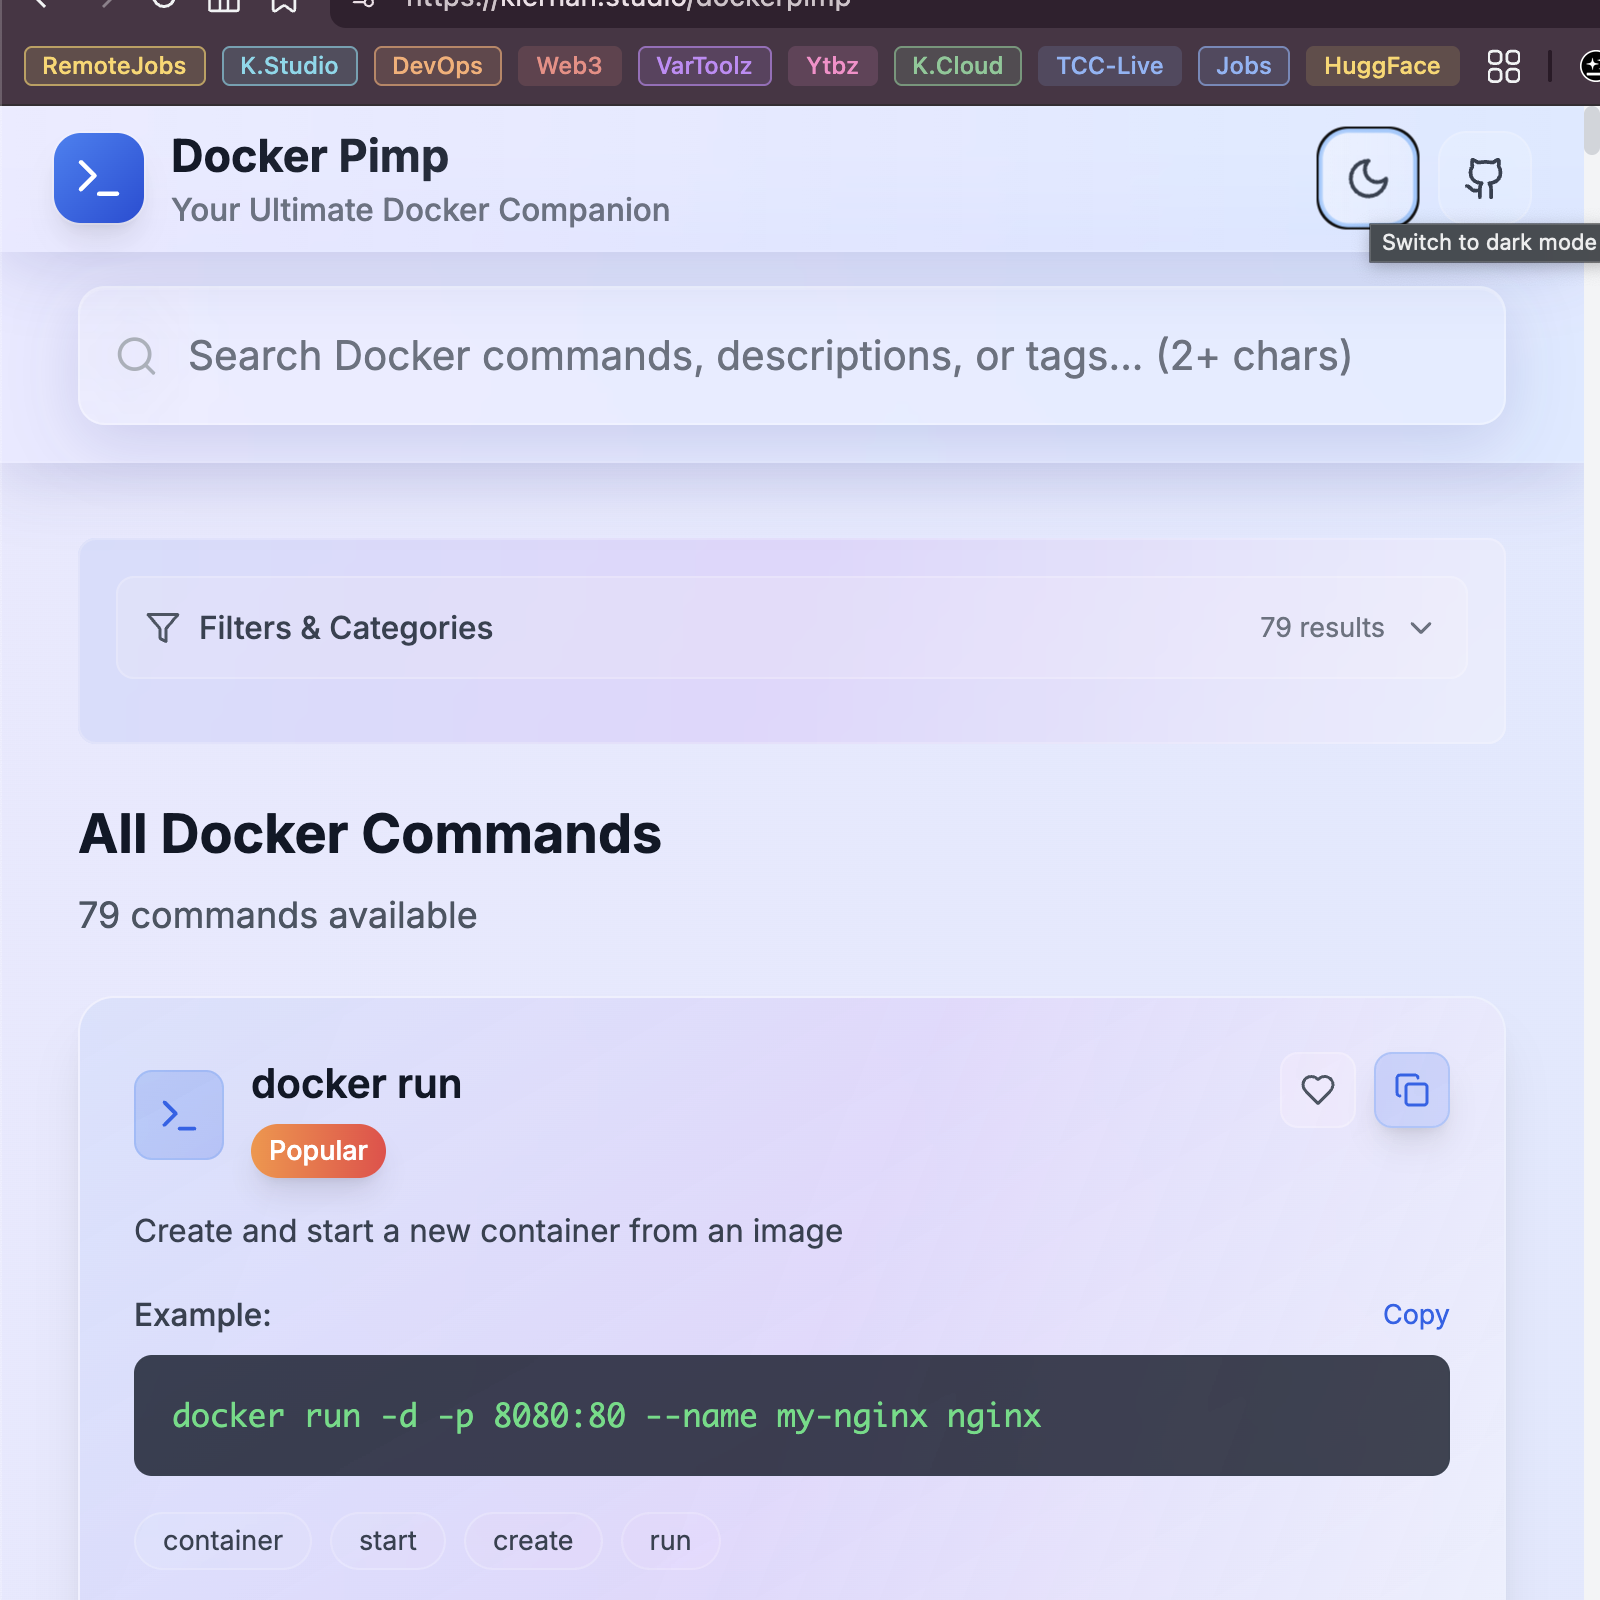 https://kiernan.studio/dockerpimp
RemoteJobs K.Studio DevOps Web3 VarToolz Ytbz K.Cloud TCC-Live Jobs HuggFace
Docker Pimp
Your Ultimate Docker Companion
Switch to dark mode
Search Docker commands, descriptions, or tags... (2+ chars)
Filters & Categories
79 results
All Docker Commands
79 commands available
docker run
Popular
Create and start a new container from an image
Example:
Copy
docker run -d -p 8080:80 --name my-nginx nginx
container start create run